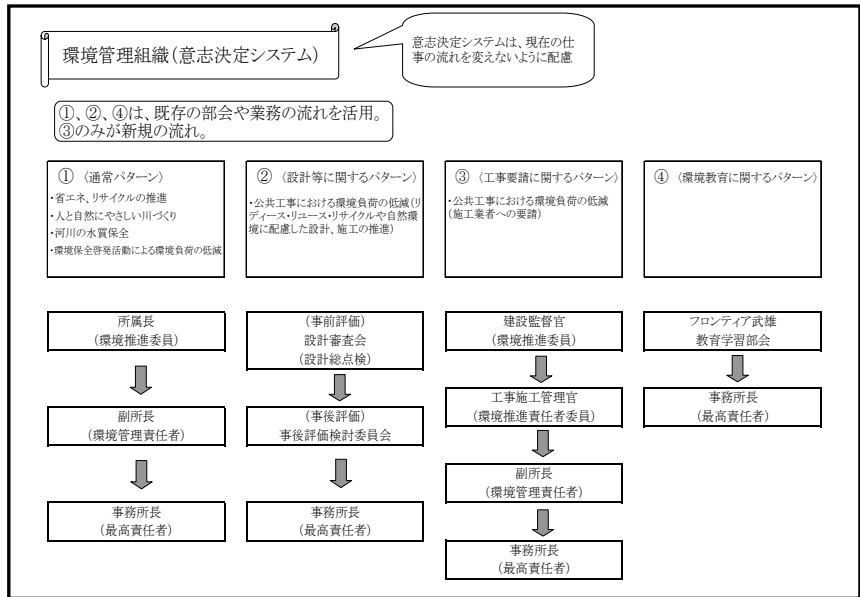 環境管理組織(意志決定システム)
意志決定システムは、現在の仕
事の流れを変えないように配慮
①、②、④は、既存の部会や業務の流れを活用。
③のみが新規の流れ。
① 〈通常パターン〉
・省エネ、リサイクルの推進
・人と自然にやさしい川づくり
・河川の水質保全
・環境保全啓発活動による環境負荷の低減
② 〈設計等に関するパターン〉
・公共工事における環境負荷の低減(リ
ディース・リユース・リサイクルや自然環
境に配慮した設計、施工の推進)
③ 〈工事要請に関するパターン〉
・公共工事における環境負荷の低減
(施工業者への要請)
④ 〈環境教育に関するパターン〉
所属長
(環境推進委員)
副所長
(環境管理責任者)
事務所長
(最高責任者)
(事前評価)
設計審査会
(設計総点検)
(事後評価)
事後評価検討委員会
事務所長
(最高責任者)
建設監督官
(環境推進委員)
工事施工管理官
(環境推進責任者委員)
副所長
(環境管理責任者)
事務所長
(最高責任者)
フロンティア武雄
教育学習部会
事務所長
(最高責任者)